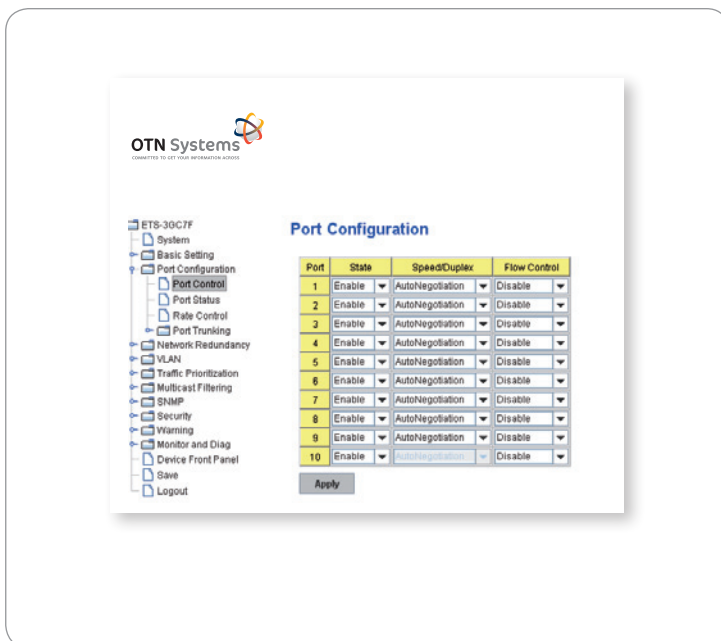 OTN Systems
COMMITTED TO GET YOUR INFORMATION ACROSS
ETS-3GC7F
System
Basic Setting
Port Configuration
Port Control
Port Status
Rate Control
Port Trunking
Network Redundancy
VLAN
Traffic Prioritization
Multicast Filtering
SNMP
Security
Warning
Monitor and Diag
Device Front Panel
Save
Logout
Port Configuration
Port State Speed/Duplex Flow Control
1 Enable AutoNegotiation Disable
2 Enable AutoNegotiation Disable
3 Enable AutoNegotiation Disable
4 Enable AutoNegotiation Disable
5 Enable AutoNegotiation Disable
6 Enable AutoNegotiation Disable
7 Enable AutoNegotiation Disable
8 Enable AutoNegotiation Disable
9 Enable AutoNegotiation Disable
10 Enable AutoNegotiation Disable
Apply